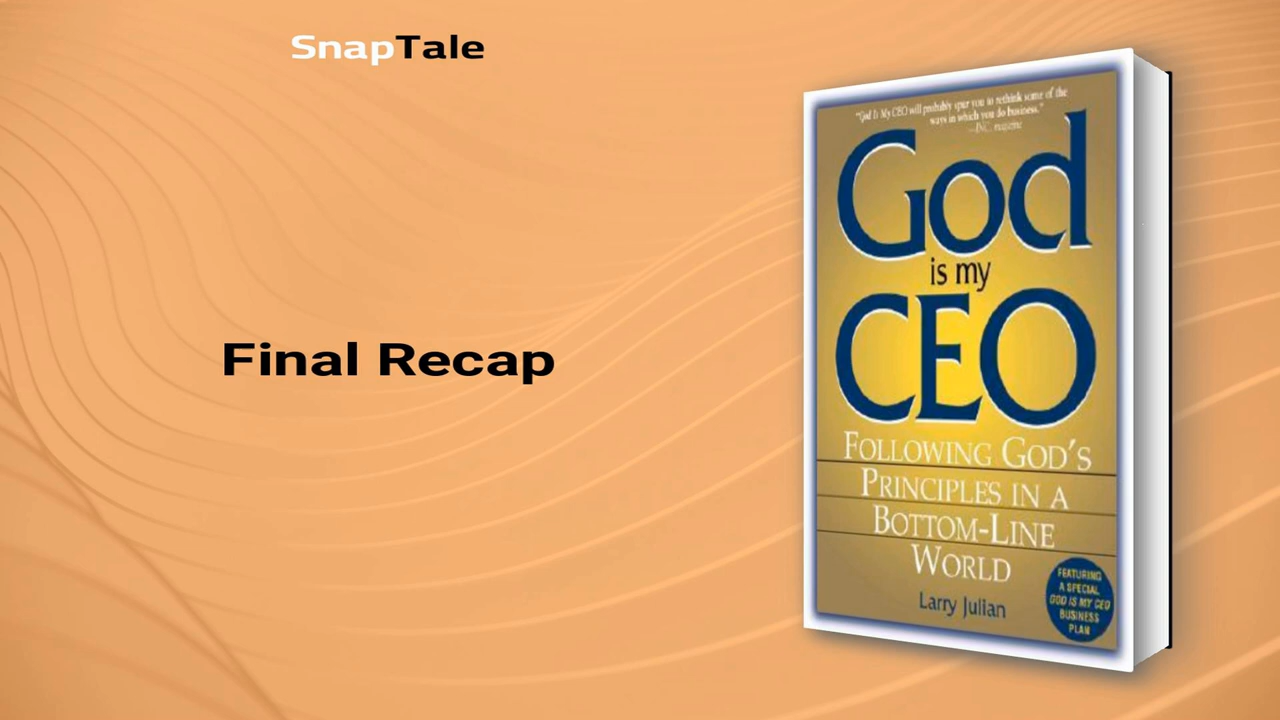 SnapTale
Final Recap
"God Is My CEO will probably spur you to rethink some of the
ways in which you do business."
—INC. magazine
God
is my
CEO
Following God's
Principles in a
Bottom-Line
World
Larry Julian
FEATURING
A SPECIAL
GOD IS MY CEO
BUSINESS
PLAN